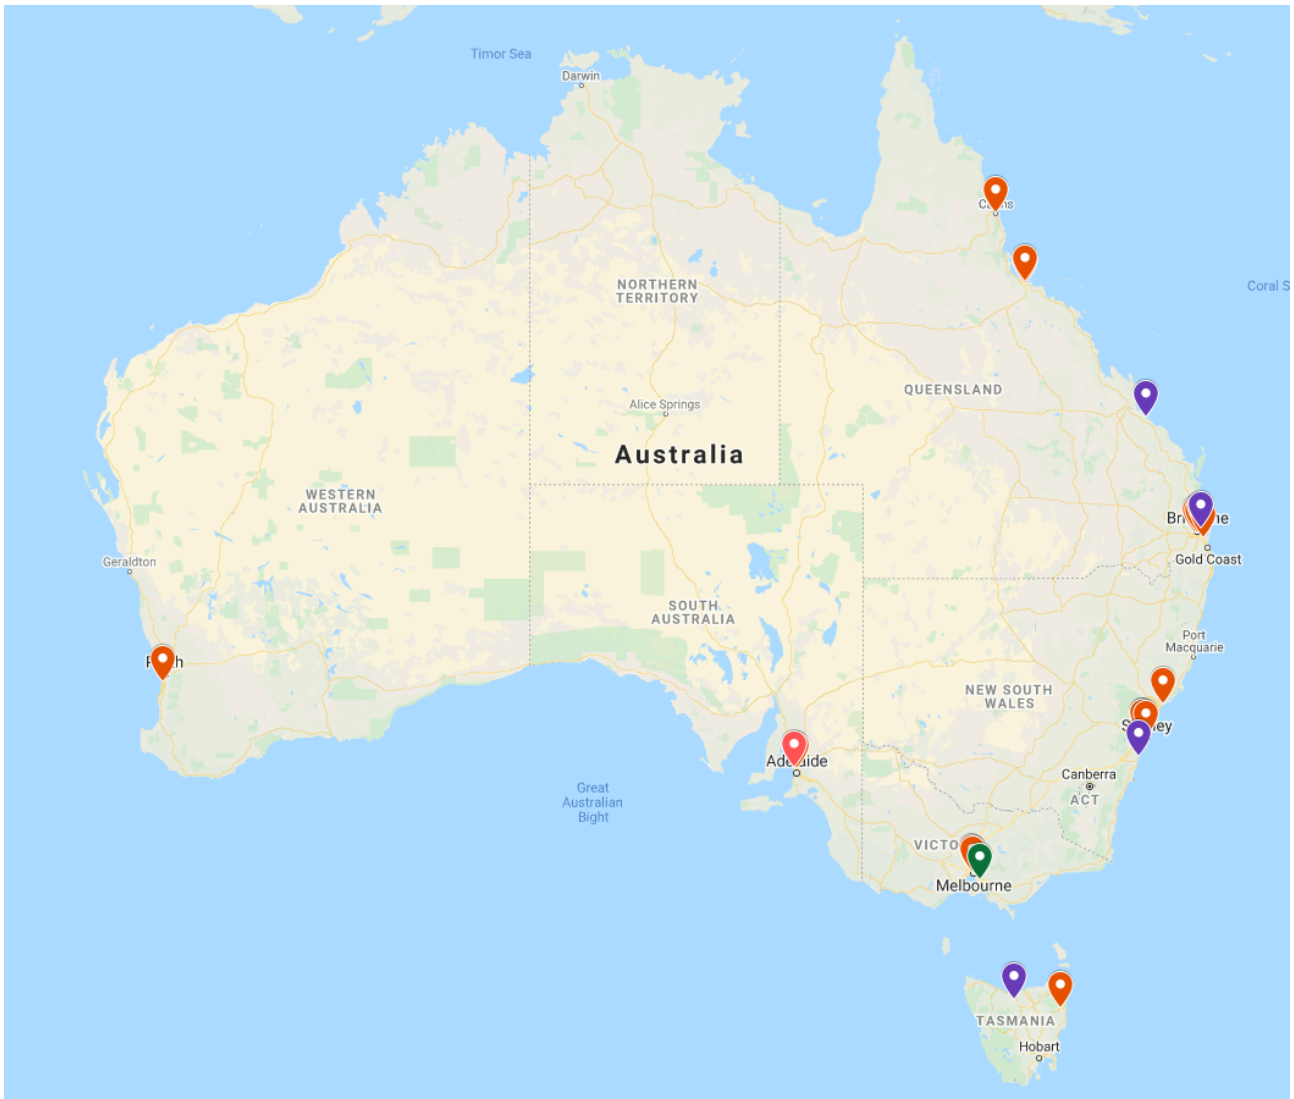 Timor Sea
Darwin
Coral S
NORTHERN
TERRITORY
QUEENSLAND
Alice Springs
Australia
WESTERN
AUSTRALIA
Geraldton
Gold Coast
SOUTH
AUSTRALIA
Port
Macquarie
NEW SOUTH
WALES
Canberra
ACT
Great
Australian
Bight
Melbourne
TASMANIA
Hobart